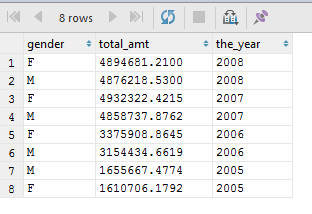 8 rows
gender total_amt the_year
1 F 4894681.2100 2008
2 M 4876218.5300 2008
3 F 4932322.4215 2007
4 M 4858737.8762 2007
5 F 3375908.8645 2006
6 M 3154434.6619 2006
7 M 1655667.4774 2005
8 F 1610706.1792 2005